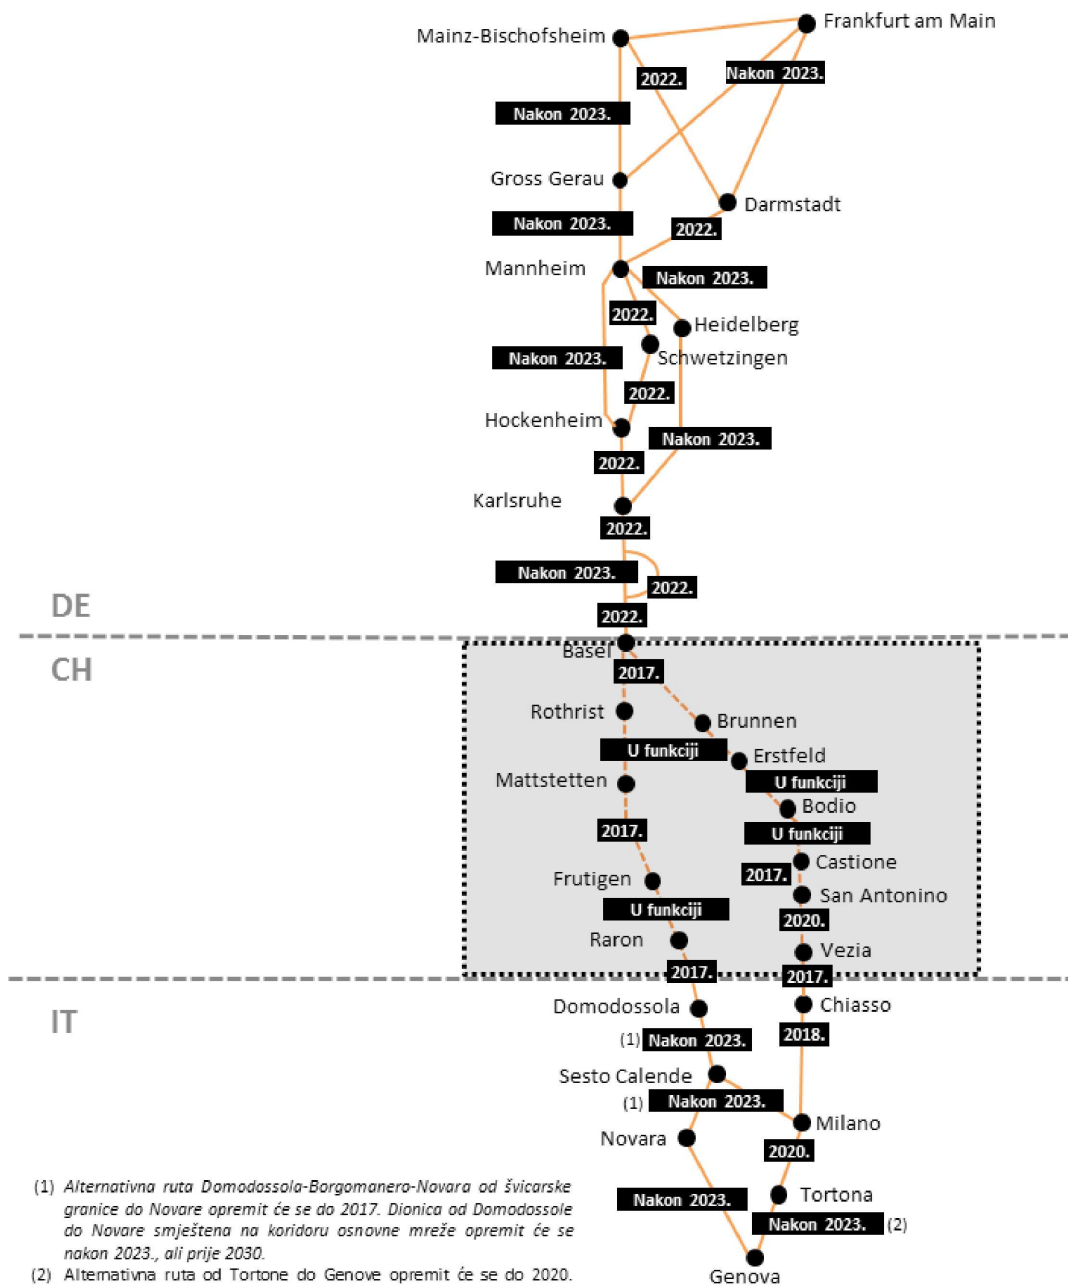 Frankfurt am Main
Mainz-Bischofsheim
2022.
Nakon 2023.
Nakon 2023.
Gross Gerau
Darmstadt
Nakon 2023.
2022.
Mannheim
Nakon 2023.
2022.
Heidelberg
Schwetzingen
Nakon 2023.
2022.
Hockenheim
Nakon 2023.
2022.
Karlsruhe
2022.
Nakon 2023.
2022.
DE
2022.
Basel
CH
2017.
Rothrist
Brunnen
U funkciji
Erstfeld
Mattstetten
U funkciji
Bodio
2017.
U funkciji
Castione
2017.
Frutigen
San Antonino
U funkciji
2020.
Raron
Vezia
2017.
2017.
IT
Domodossola
Chiasso
(1) Nakon 2023.
2018.
Sesto Calende
(1) Nakon 2023.
Milano
Novara
2020.
Tortona
Nakon 2023.
Nakon 2023. (2)
Genova
(1) Alternativna ruta Domodossola-Borgomanero-Novara od švicarske
granice do Novare opremit će se do 2017. Dionica od Domodossole
do Novare smještena na koridoru osnovne mreže opremit će se
nakon 2023., ali prije 2030.
(2) Alternativna ruta od Tortone do Genove opremit će se do 2020.